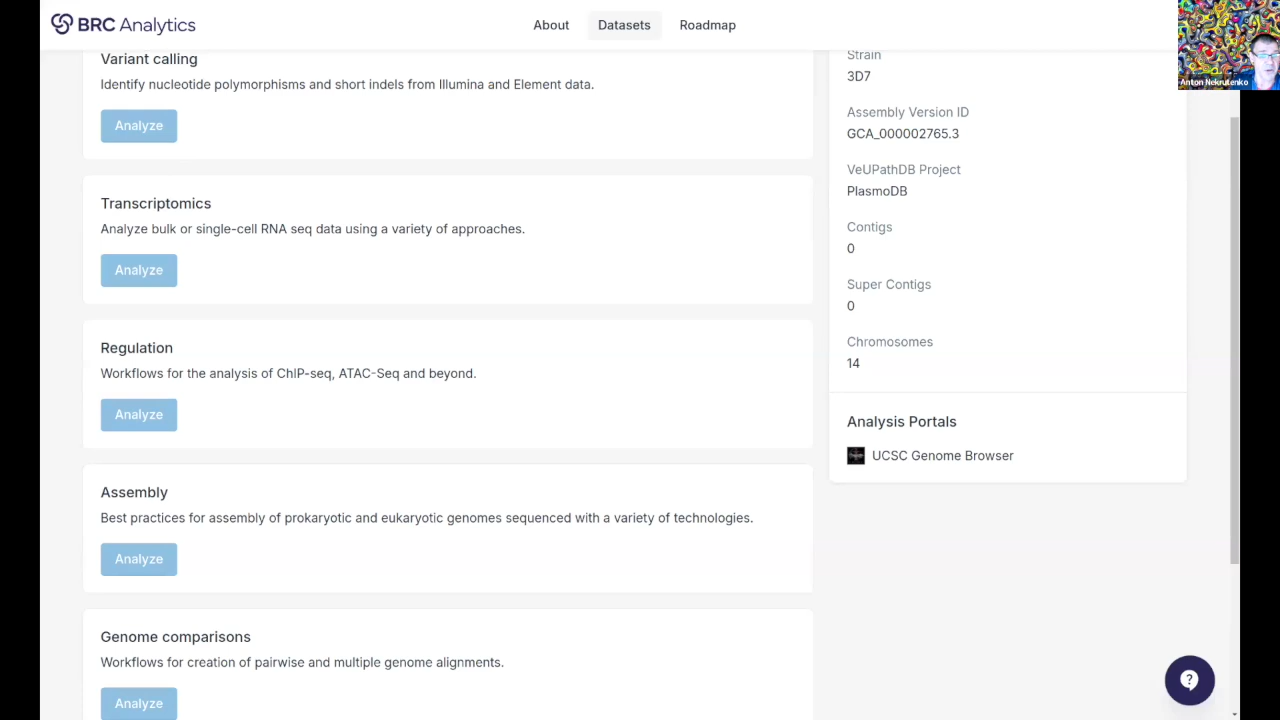 BRC Analytics
About
Datasets
Roadmap
Anton Nekrutenko
Variant calling
Identify nucleotide polymorphisms and short indels from Illumina and Element data.
Analyze
Transcriptomics
Analyze bulk or single-cell RNA seq data using a variety of approaches.
Analyze
Regulation
Workflows for the analysis of ChIP-seq, ATAC-Seq and beyond.
Analyze
Assembly
Best practices for assembly of prokaryotic and eukaryotic genomes sequenced with a variety of technologies.
Analyze
Genome comparisons
Workflows for creation of pairwise and multiple genome alignments.
Analyze
Strain
3D7
Assembly Version ID
GCA_000002765.3
VeUPathDB Project
PlasmoDB
Contigs
0
Super Contigs
0
Chromosomes
14
Analysis Portals
UCSC Genome Browser
?